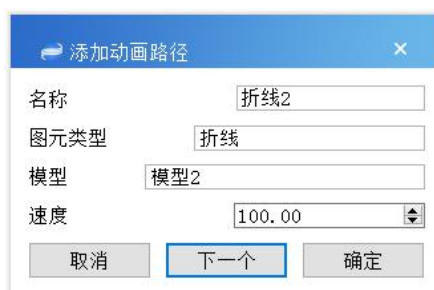 添加动画路径
名称 折线2
图元类型 折线
模型 模型2
速度 100.00
取消 下一个 确定